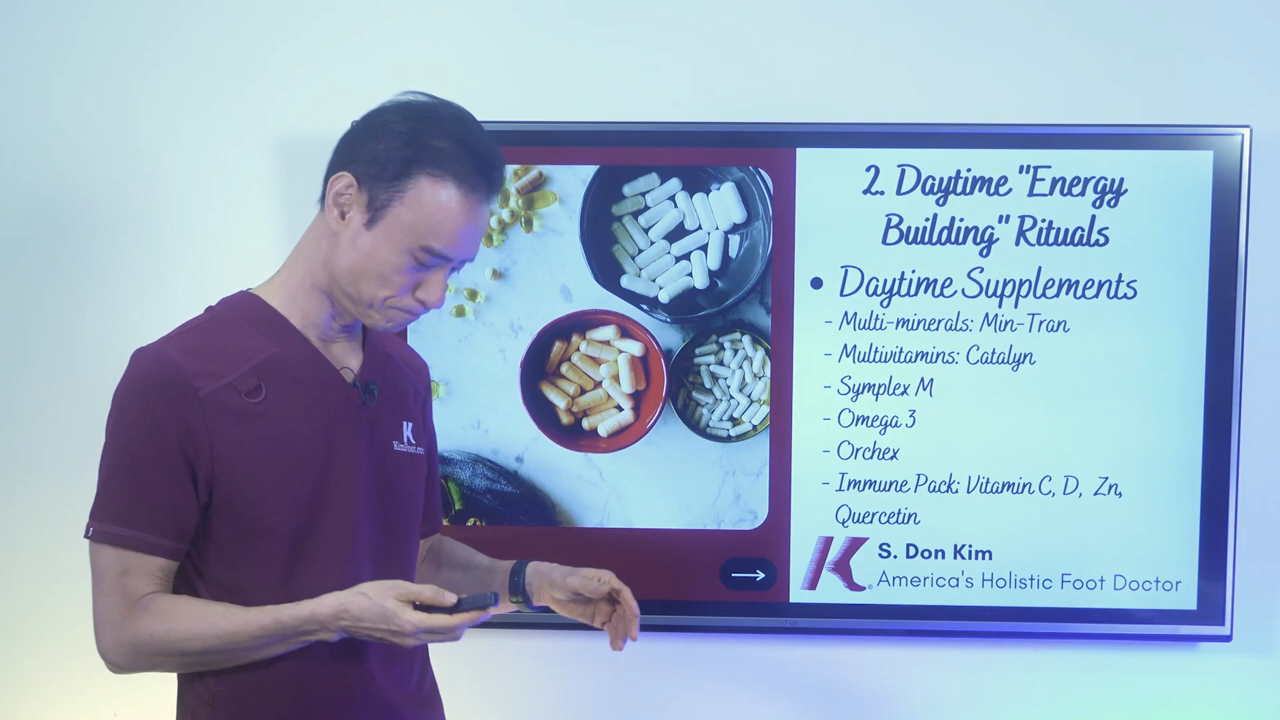 2. Daytime "Energy
Building" Rituals
• Daytime Supplements
- Multi-minerals: Min-Tran
- Multivitamins: Catalyn
- Symplex M
- Omega 3
- Orchex
- Immune Pack: Vitamin C, D, Zn,
Quercetin
K
S. Don Kim
America's Holistic Foot Doctor
K